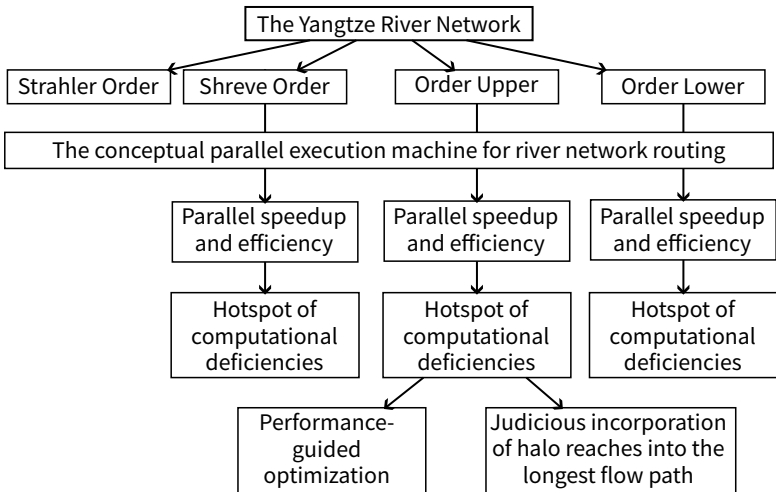 The Yangtze River Network
Strahler Order
Shreve Order
Order Upper
Order Lower
The conceptual parallel execution machine for river network routing
Parallel speedup
and efficiency
Parallel speedup
and efficiency
Parallel speedup
and efficiency
Hotspot of
computational
deficiencies
Hotspot of
computational
deficiencies
Hotspot of
computational
deficiencies
Performance-
guided
optimization
Judicious incorporation
of halo reaches into the
longest flow path